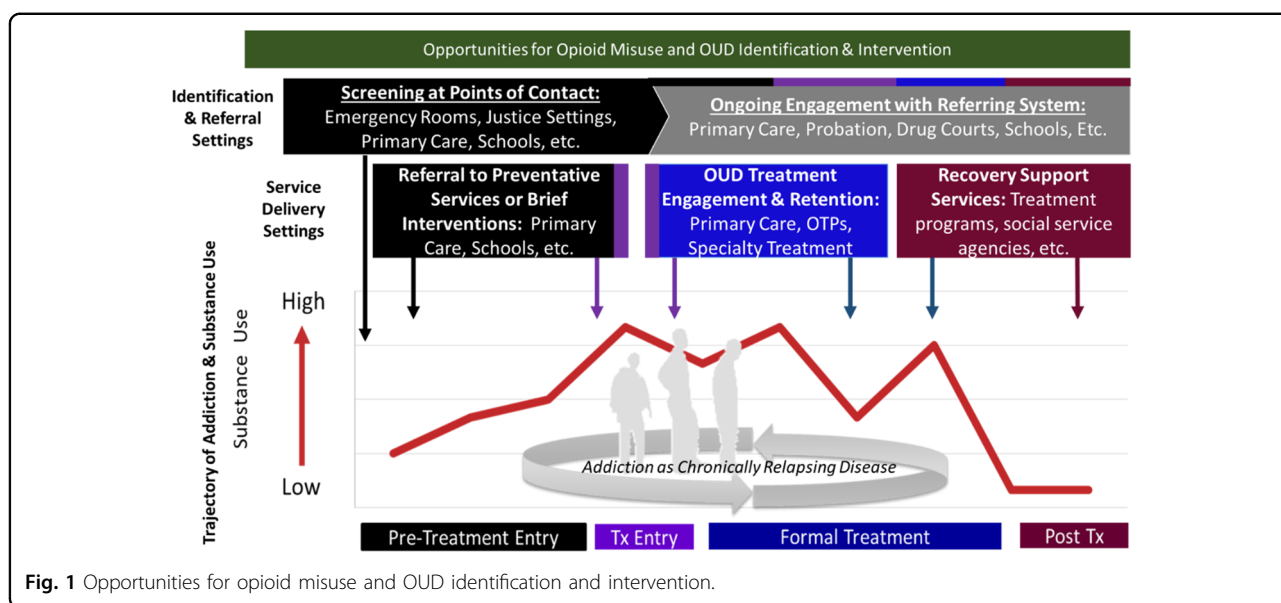 Opportunities for Opioid Misuse and OUD Identification & Intervention
Identification
& Referral
Settings
Screening at Points of Contact:
Emergency Rooms, Justice Settings,
Primary Care, Schools, etc.
Ongoing Engagement with Referring System:
Primary Care, Probation, Drug Courts, Schools, Etc.
Service
Delivery
Settings
Referral to Preventative
Services or Brief
Interventions: Primary
Care, Schools, etc.
OUD Treatment
Engagement & Retention:
Primary Care, OTPs,
Specialty Treatment
Recovery Support
Services: Treatment
programs, social service
agencies, etc.
Trajectory of Addiction & Substance Use
Substance Use
High
Low
Addiction as Chronically Relapsing Disease
Pre-Treatment Entry
Tx Entry
Formal Treatment
Post Tx
Fig. 1 Opportunities for opioid misuse and OUD identification and intervention.